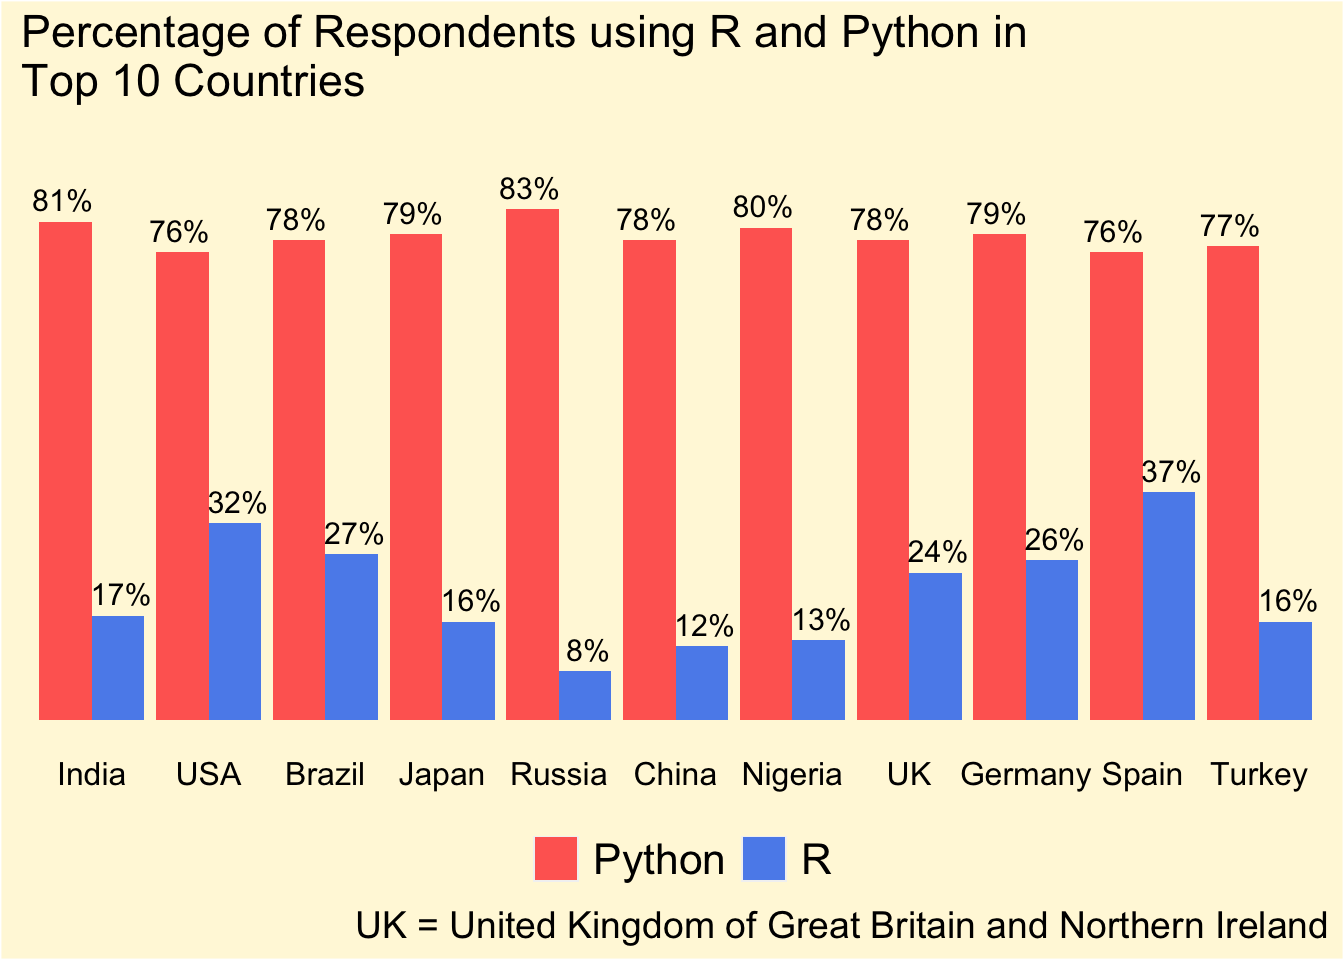 Percentage of Respondents using R and Python in
Top 10 Countries
81% 76% 78% 79% 83% 78% 80% 78% 79% 76% 77%
17% 32% 27% 16% 8% 12% 13% 24% 26% 37% 16%
India USA Brazil Japan Russia China Nigeria UK Germany Spain Turkey
Python R
UK = United Kingdom of Great Britain and Northern Ireland